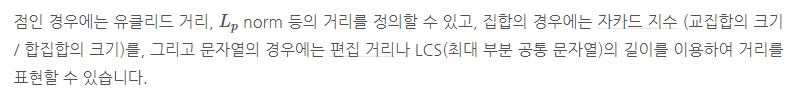 점인 경우에는 유클리드 거리, Lₚ norm 등의 거리를 정의할 수 있고, 집합의 경우에는 자카드 지수 (교집합의 크기
/ 합집합의 크기)를, 그리고 문자열의 경우에는 편집 거리나 LCS(최대 부분 공통 문자열)의 길이를 이용하여 거리를
표현할 수 있습니다.